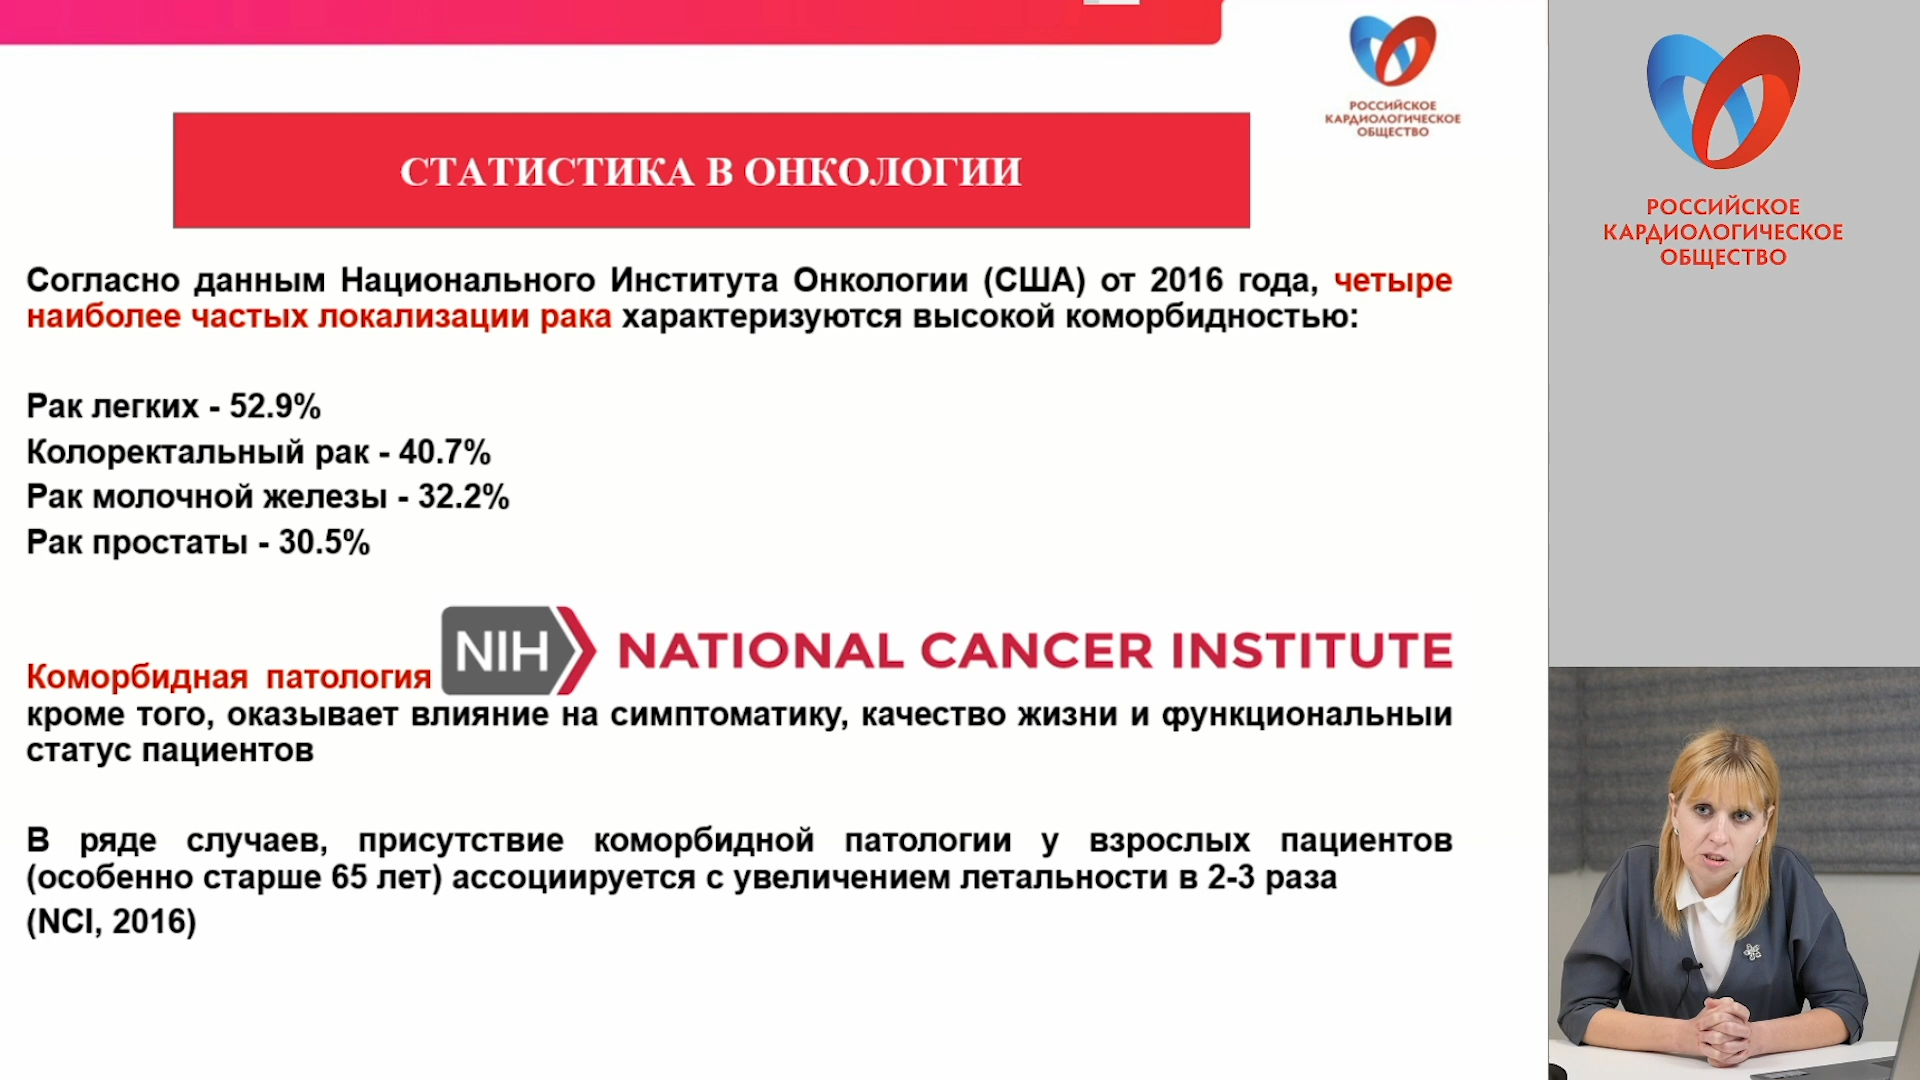 РОССИЙСКОЕ
КАРДИОЛОГИЧЕСКОЕ
ОБЩЕСТВО
СТАТИСТИКА В ОНКОЛОГИИ
Согласно данным Национального Института Онкологии (США) от 2016 года, четыре
наиболее частых локализации рака характеризуются высокой коморбидностью:
Рак легких - 52.9%
Колоректальный рак - 40.7%
Рак молочной железы - 32.2%
Рак простаты - 30.5%
NIH NATIONAL CANCER INSTITUTE
Коморбидная патология
кроме того, оказывает влияние на симптоматику, качество жизни и функциональный
статус пациентов
В ряде случаев, присутствие коморбидной патологии у взрослых пациентов
(особенно старше 65 лет) ассоциируется с увеличением летальности в 2-3 раза
(NCI, 2016)
РОССИЙСКОЕ
КАРДИОЛОГИЧЕСКОЕ
ОБЩЕСТВО